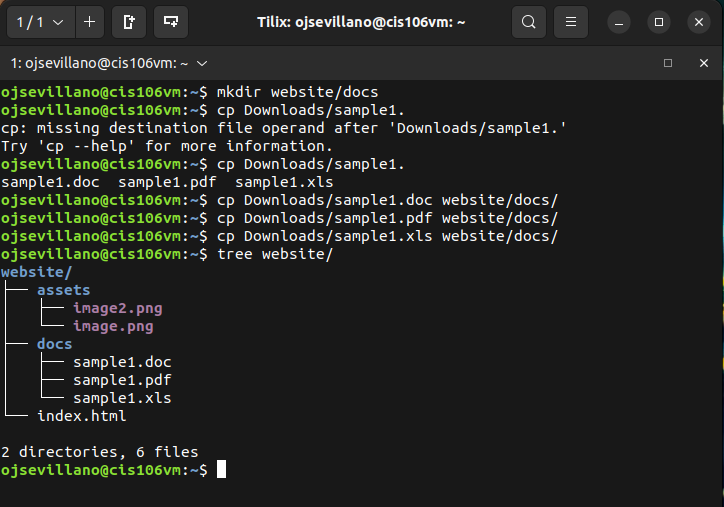 1 / 1
Tilix: ojsevillano@cis106vm: ~
1: ojsevillano@cis106vm: ~
ojsevillano@cis106vm:~$ mkdir website/docs
ojsevillano@cis106vm:~$ cp Downloads/sample1.
cp: missing destination file operand after 'Downloads/sample1.'
Try 'cp --help' for more information.
ojsevillano@cis106vm:~$ cp Downloads/sample1.
sample1.doc  sample1.pdf  sample1.xls
ojsevillano@cis106vm:~$ cp Downloads/sample1.doc website/docs/
ojsevillano@cis106vm:~$ cp Downloads/sample1.pdf website/docs/
ojsevillano@cis106vm:~$ cp Downloads/sample1.xls website/docs/
ojsevillano@cis106vm:~$ tree website/
website/
├── assets
│   ├── image2.png
│   └── image.png
├── docs
│   ├── sample1.doc
│   ├── sample1.pdf
│   └── sample1.xls
└── index.html
2 directories, 6 files
ojsevillano@cis106vm:~$